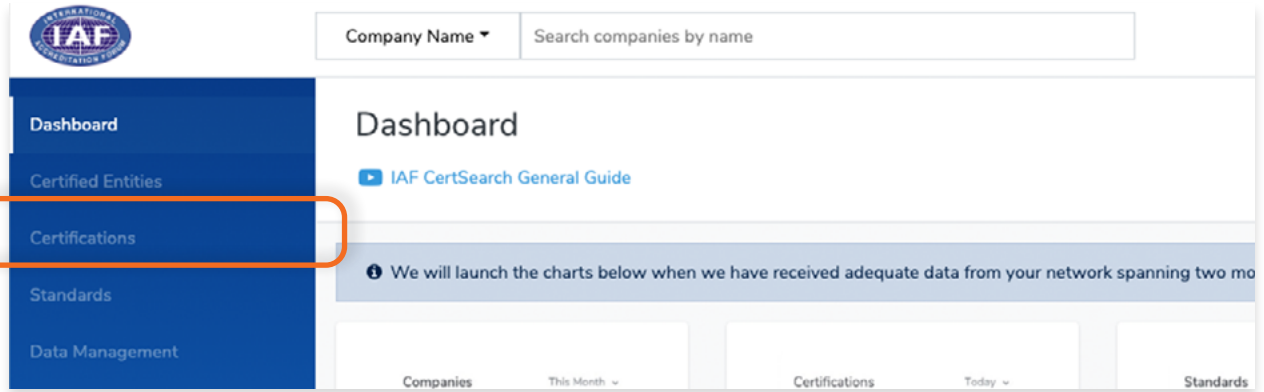 INTERNATIONAL
IAF
ACCREDITATION FORUM
Company Name
Search companies by name
Dashboard
Certified Entities
Certifications
Standards
Data Management
Dashboard
IAF CertSearch General Guide
We will launch the charts below when we have received adequate data from your network spanning two mo
Companies
This Month
Certifications
Today
Standards